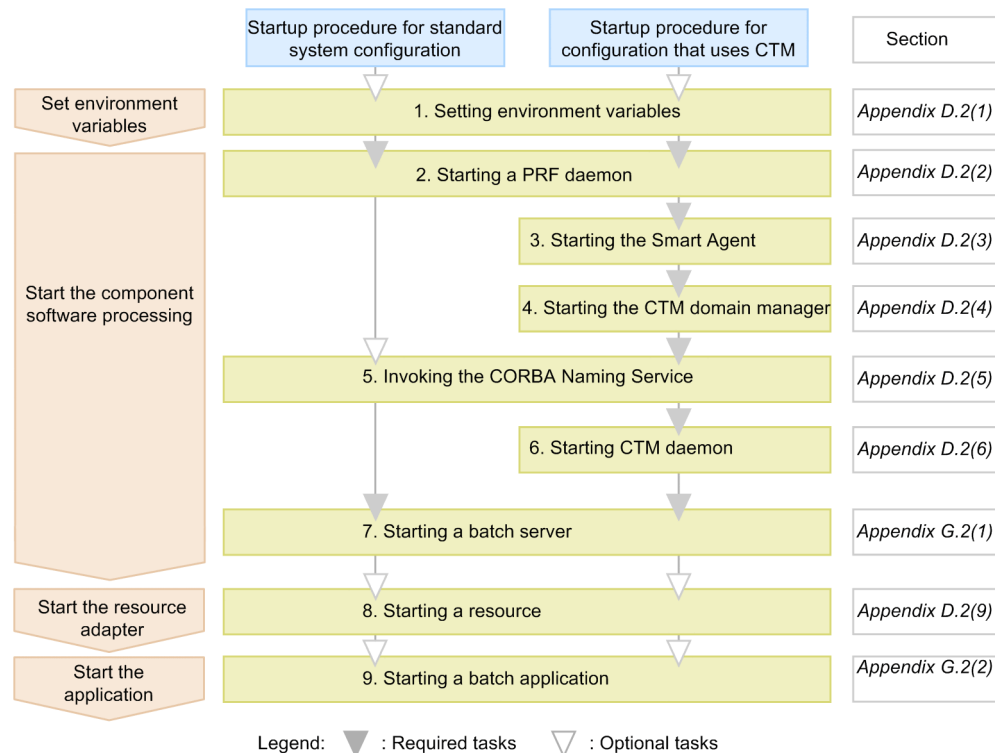 Startup procedure for standard
system configuration
Startup procedure for
configuration that uses CTM
Section
Set environment
variables
1. Setting environment variables
Appendix D.2(1)
Start the component
software processing
2. Starting a PRF daemon
Appendix D.2(2)
3. Starting the Smart Agent
Appendix D.2(3)
4. Starting the CTM domain manager
Appendix D.2(4)
5. Invoking the CORBA Naming Service
Appendix D.2(5)
6. Starting CTM daemon
Appendix D.2(6)
7. Starting a batch server
Appendix G.2(1)
Start the resource
adapter
8. Starting a resource
Appendix D.2(9)
Start the
application
9. Starting a batch application
Appendix G.2(2)
Legend: : Required tasks : Optional tasks